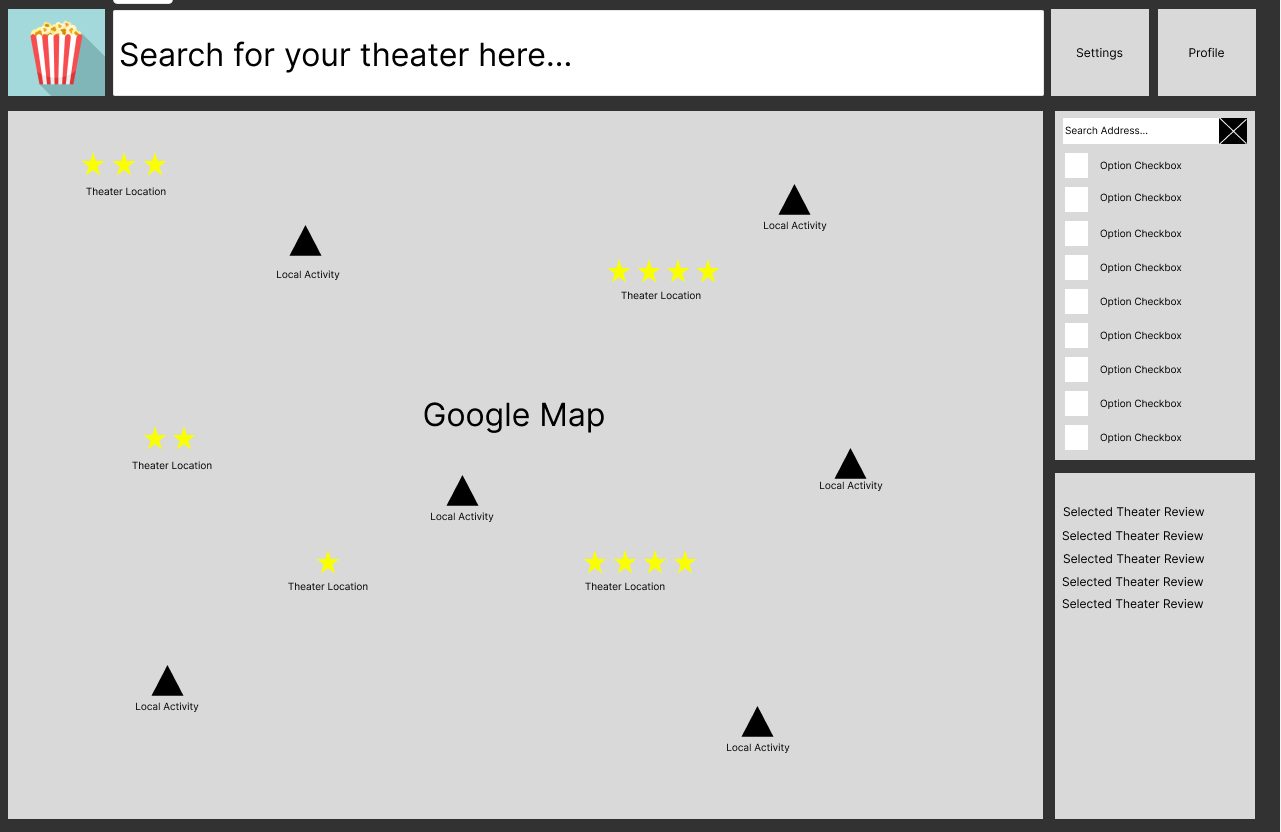 Search for your theater here...
Settings
Profile
Search Address...
Option Checkbox
Option Checkbox
Option Checkbox
Option Checkbox
Option Checkbox
Option Checkbox
Option Checkbox
Option Checkbox
Option Checkbox
Theater Location
Local Activity
Local Activity
Theater Location
Google Map
Theater Location
Local Activity
Local Activity
Theater Location
Theater Location
Local Activity
Local Activity
Selected Theater Review
Selected Theater Review
Selected Theater Review
Selected Theater Review
Selected Theater Review